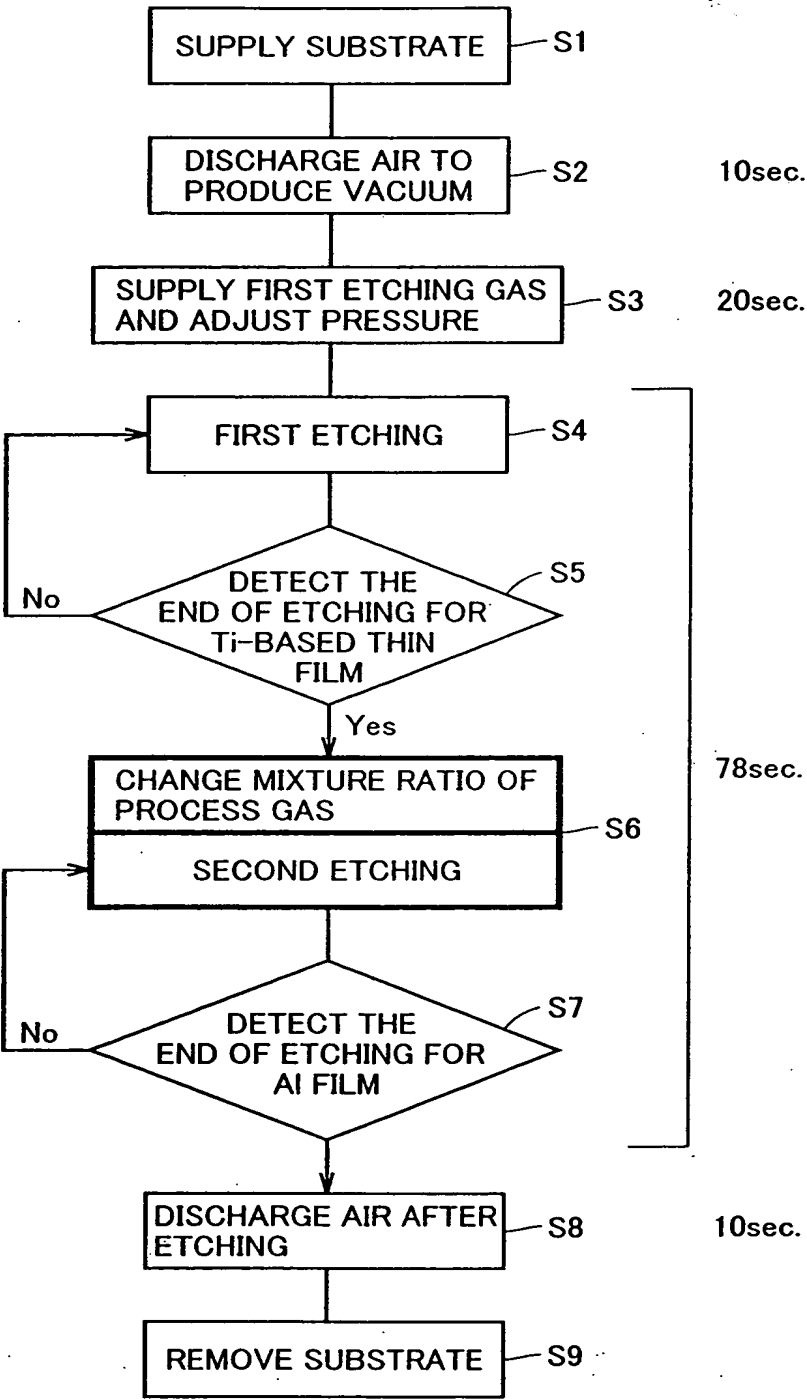 SUPPLY SUBSTRATE
S1
DISCHARGE AIR TO
PRODUCE VACUUM
S2
10sec.
SUPPLY FIRST ETCHING GAS
AND ADJUST PRESSURE
S3
20sec.
FIRST ETCHING
S4
DETECT THE
END OF ETCHING FOR
Ti-BASED THIN
FILM
S5
No
Yes
CHANGE MIXTURE RATIO OF
PROCESS GAS
78sec.
S6
SECOND ETCHING
DETECT THE
END OF ETCHING FOR
Al FILM
S7
No
DISCHARGE AIR AFTER
ETCHING
S8
10sec.
REMOVE SUBSTRATE
S9